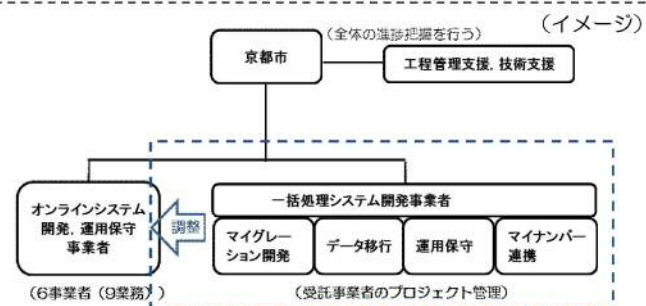 （イメージ）
（全体の進捗把握を行う）
京都市
工程管理支援，技術支援
オンラインシステム
開発，運用保守
事業者
調整
一括処理システム開発事業者
マイグレー
ション開発
データ移行
運用保守
マイナンバー
連携
（6事業者（9業務））
（受託事業者のプロジェクト管理）